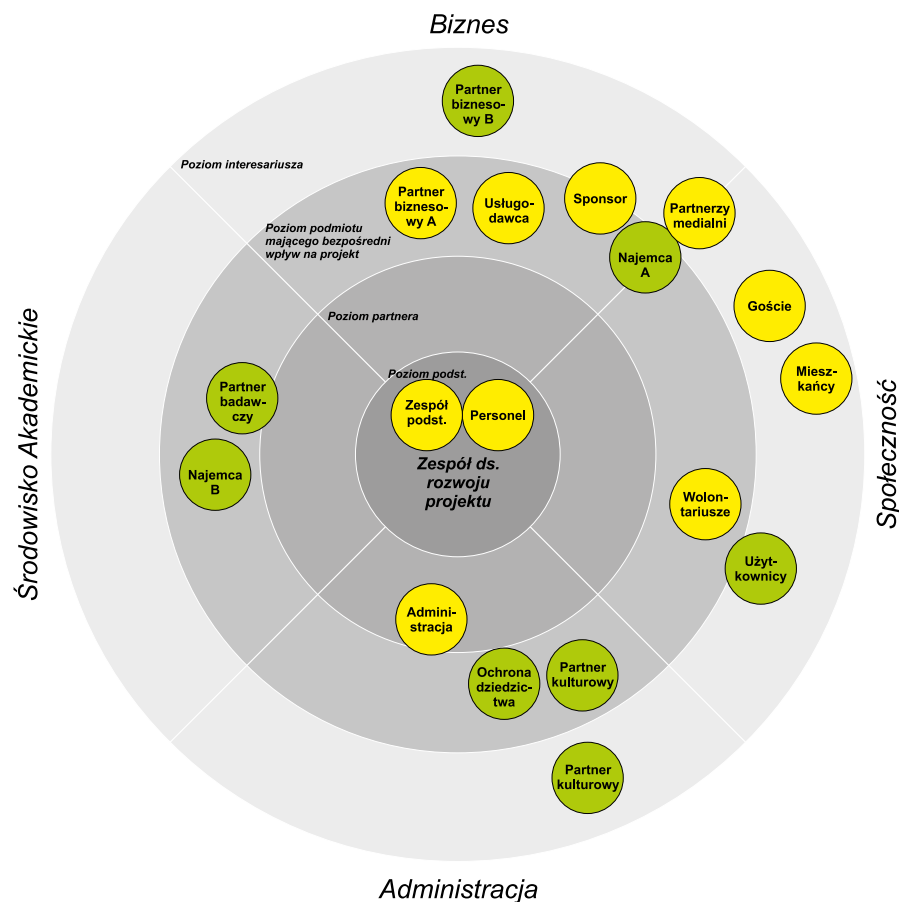 Biznes
Partner
bizneso-
wy B
Poziom interesariusza
Partner
bizneso-
wy A
Usługo-
dawca
Sponsor
Partnerzy
medialni
Poziom podmiotu
mającego bezpośredni
wpływ na projekt
Najemca
A
Goście
Poziom partnera
Miesz-
kańcy
Poziom podst.
Partner
badaw-
czy
Zespół
podst.
Personel
Środowisko Akademickie
Społeczność
Najemca
B
Zespół ds.
rozwoju
projektu
Wolon-
tariusze
Użyt-
kownicy
Admini-
stracja
Ochrona
dziedzic-
twa
Partner
kulturowy
Partner
kulturowy
Administracja